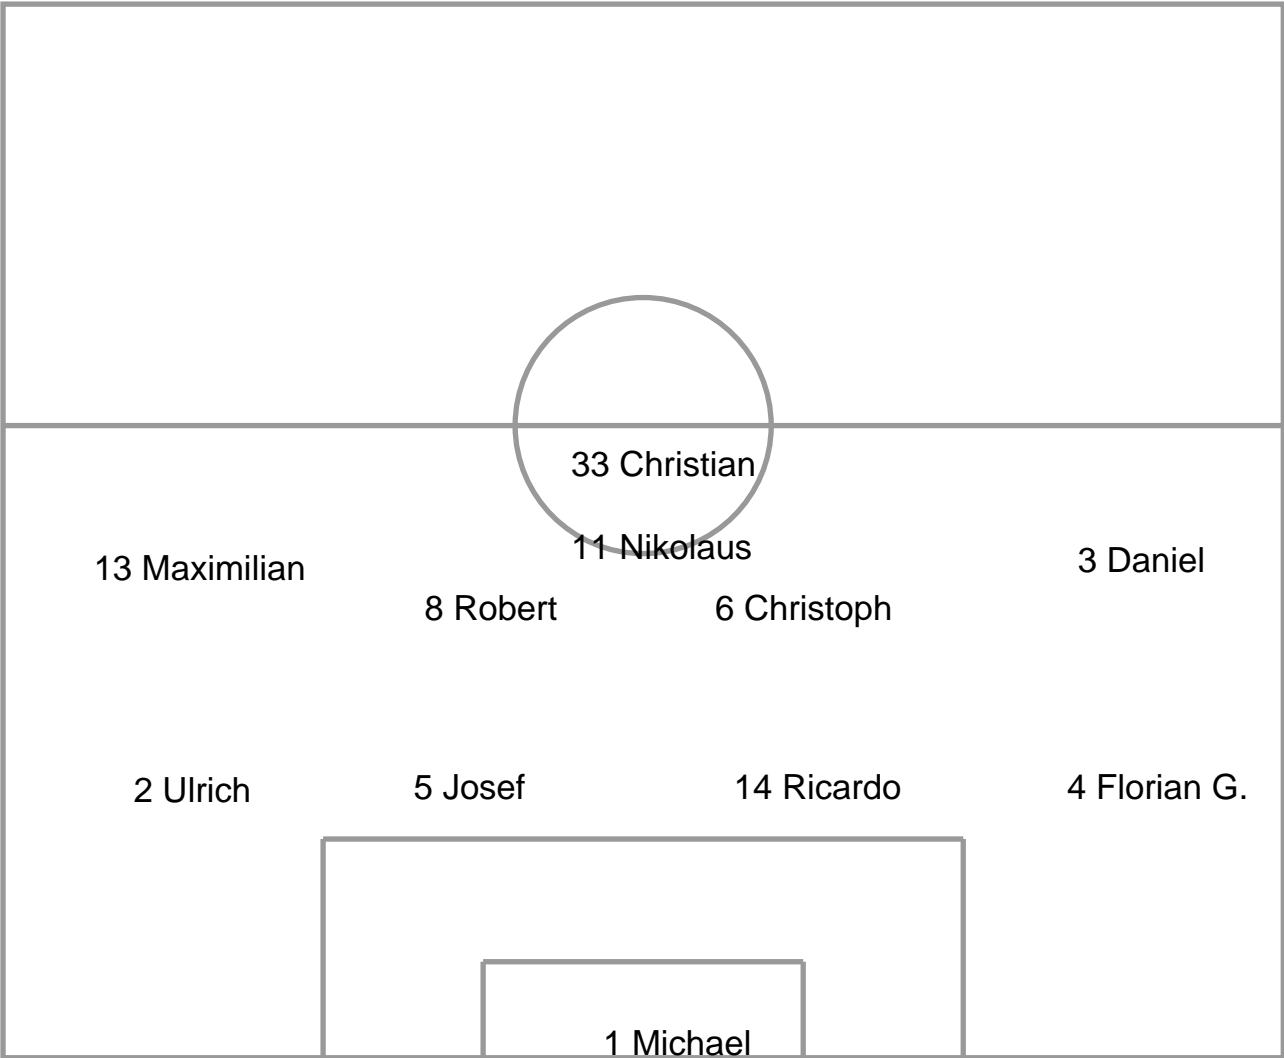 33 Christian
11 Nikolaus
13 Maximilian
3 Daniel
8 Robert
6 Christoph
2 Ulrich
5 Josef
14 Ricardo
4 Florian G.
1 Michael